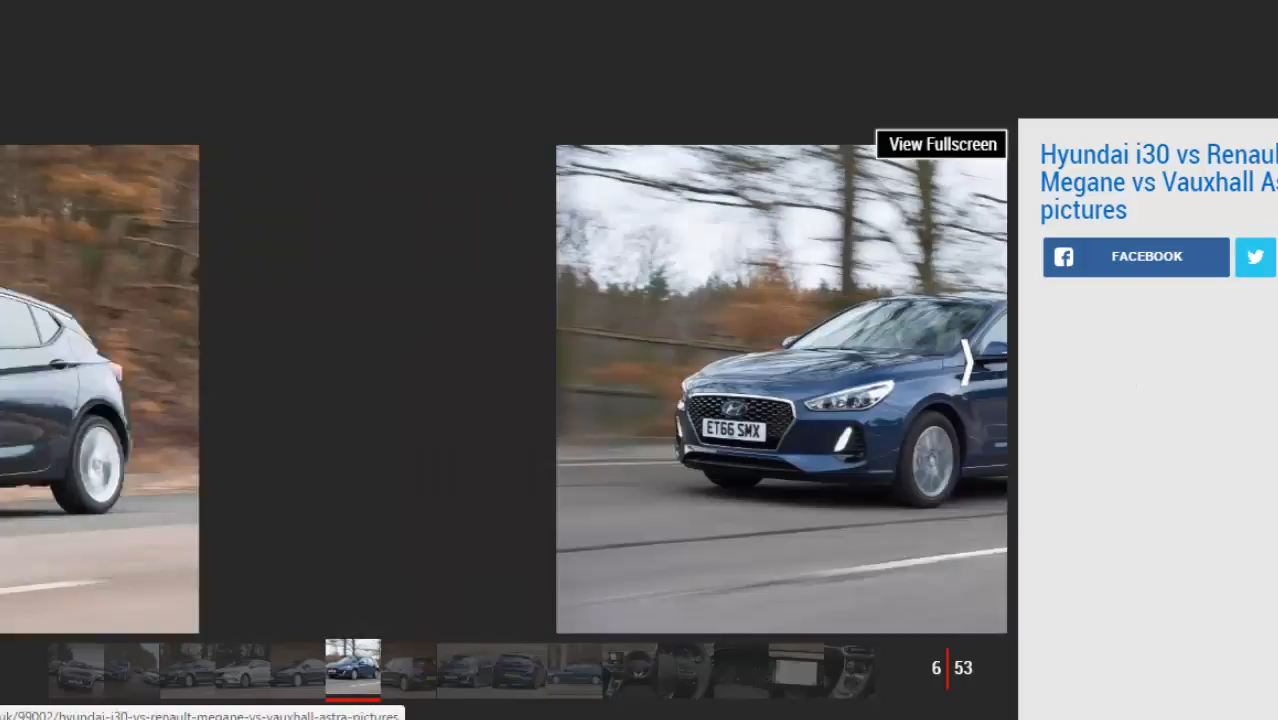 View Fullscreen
Hyundai i30 vs Renaul
Megane vs Vauxhall As
pictures
FACEBOOK
ET66 SMX
6 53
uk/99002/hyundai-i30-vs-renault-megane-vs-vauxhall-astra-pictures